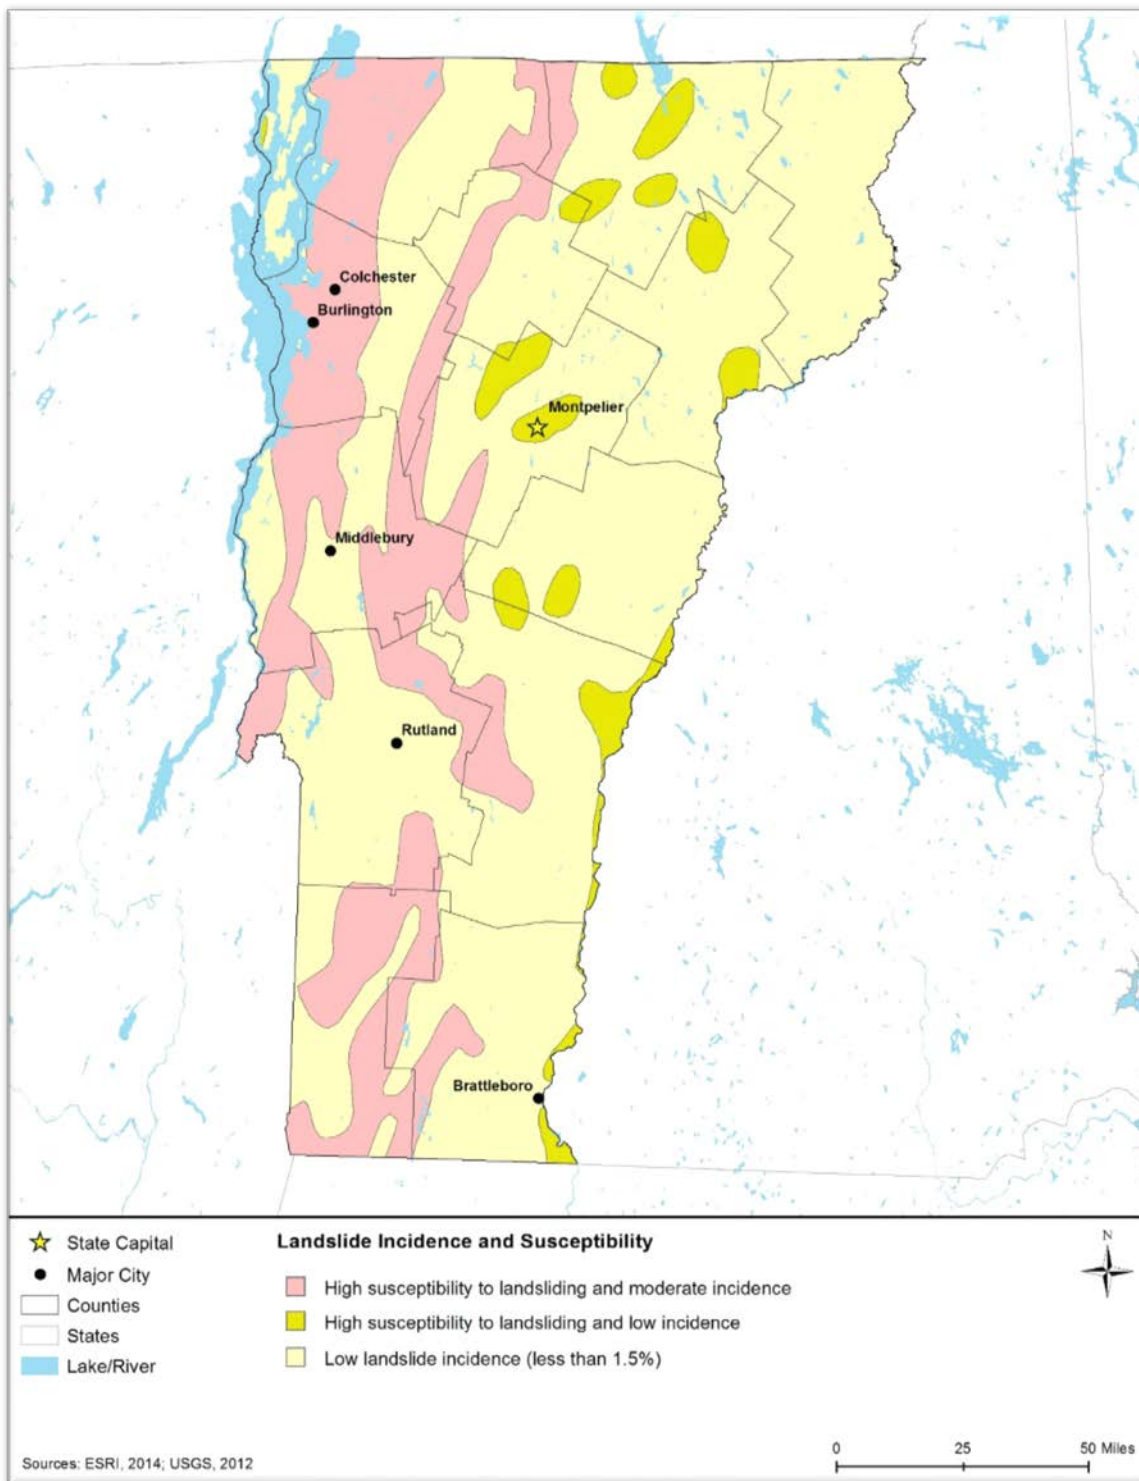 Colchester
Burlington
Montpelier
Middlebury
Rutland
Brattleboro
State Capital
Major City
Counties
States
Lake/River
Landslide Incidence and Susceptibility
High susceptibility to landsliding and moderate incidence
High susceptibility to landsliding and low incidence
Low landslide incidence (less than 1.5%)
N
Sources: ESRI, 2014; USGS, 2012
0 25 50 Miles